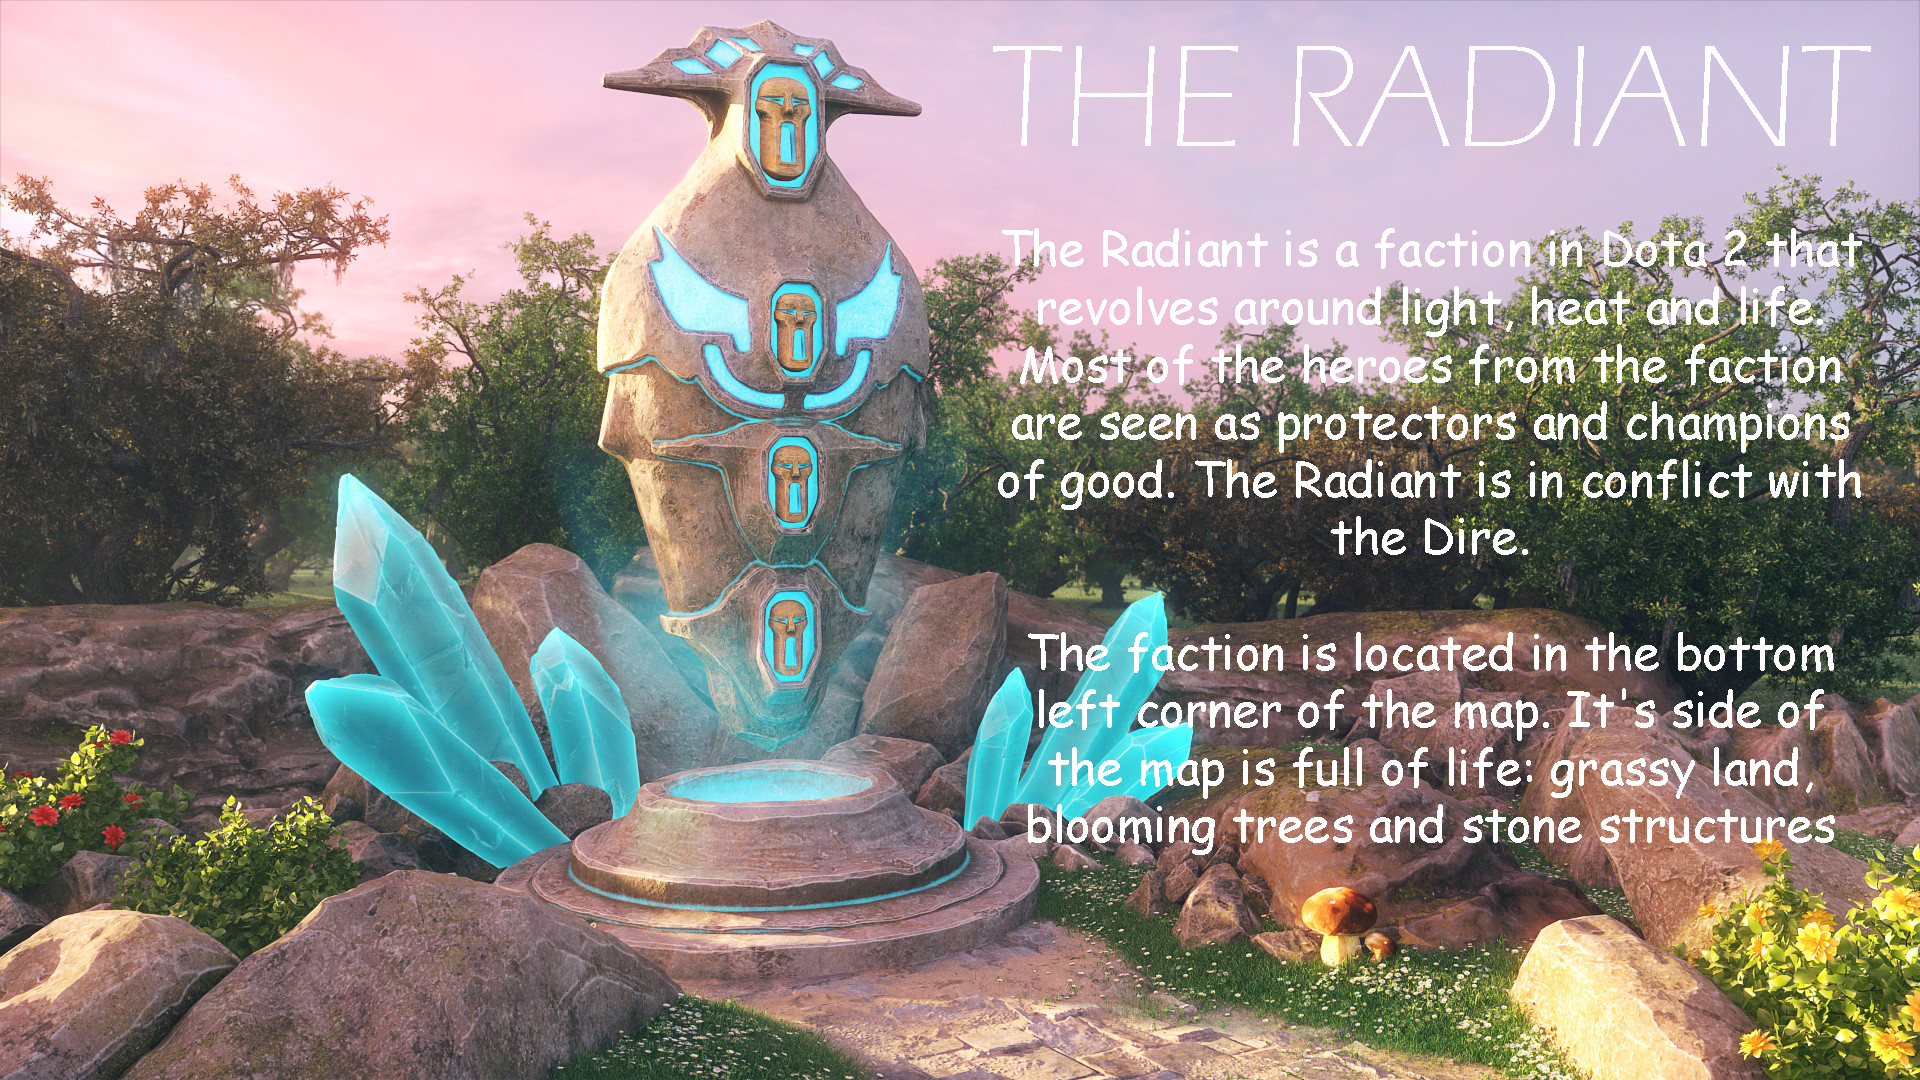 THE RADIANT
The Radiant is a faction in Dota 2 that
revolves around light, heat and life.
Most of the heroes from the faction
are seen as protectors and champions
of good. The Radiant is in conflict with
the Dire.
The faction is located in the bottom
left corner of the map. It's side of
the map is full of life: grassy land,
blooming trees and stone structures